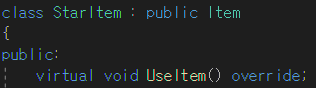 class StarItem : public Item
{
public:
    virtual void UseItem() override;